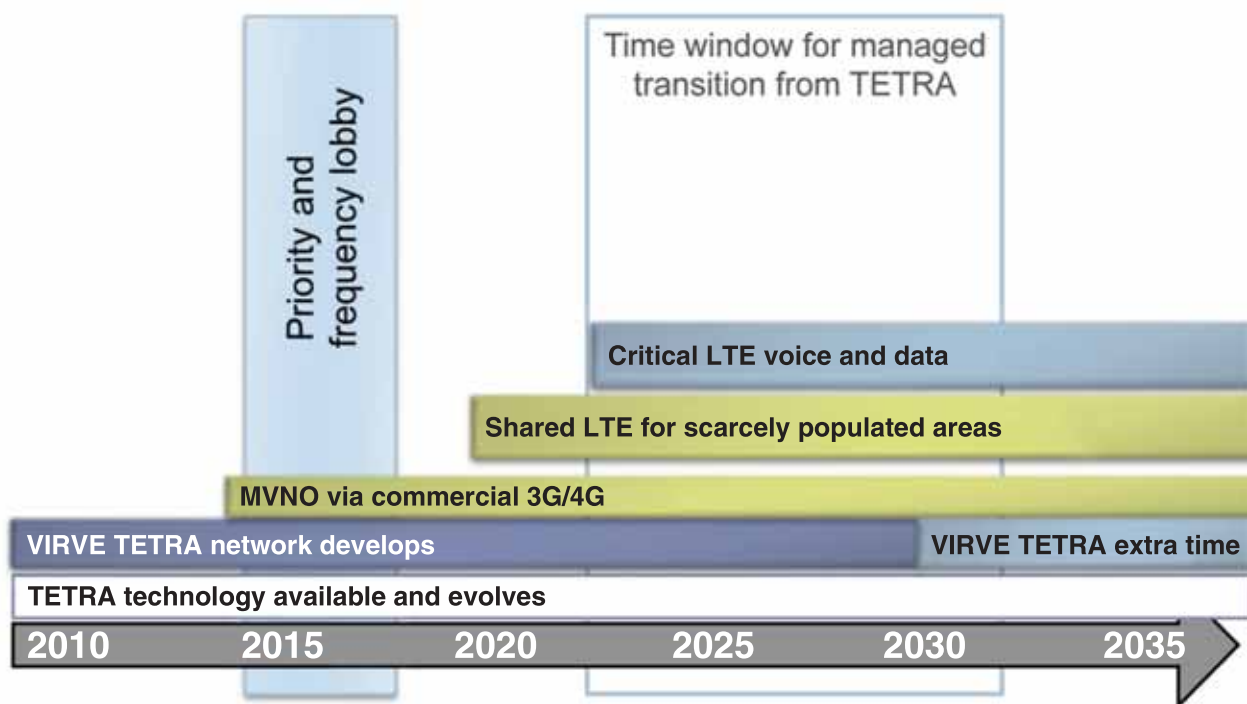 Priority and
frequency lobby
Time window for managed
transition from TETRA
Critical LTE voice and data
Shared LTE for scarcely populated areas
MVNO via commercial 3G/4G
VIRVE TETRA network develops
VIRVE TETRA extra time
TETRA technology available and evolves
2010 2015 2020 2025 2030 2035